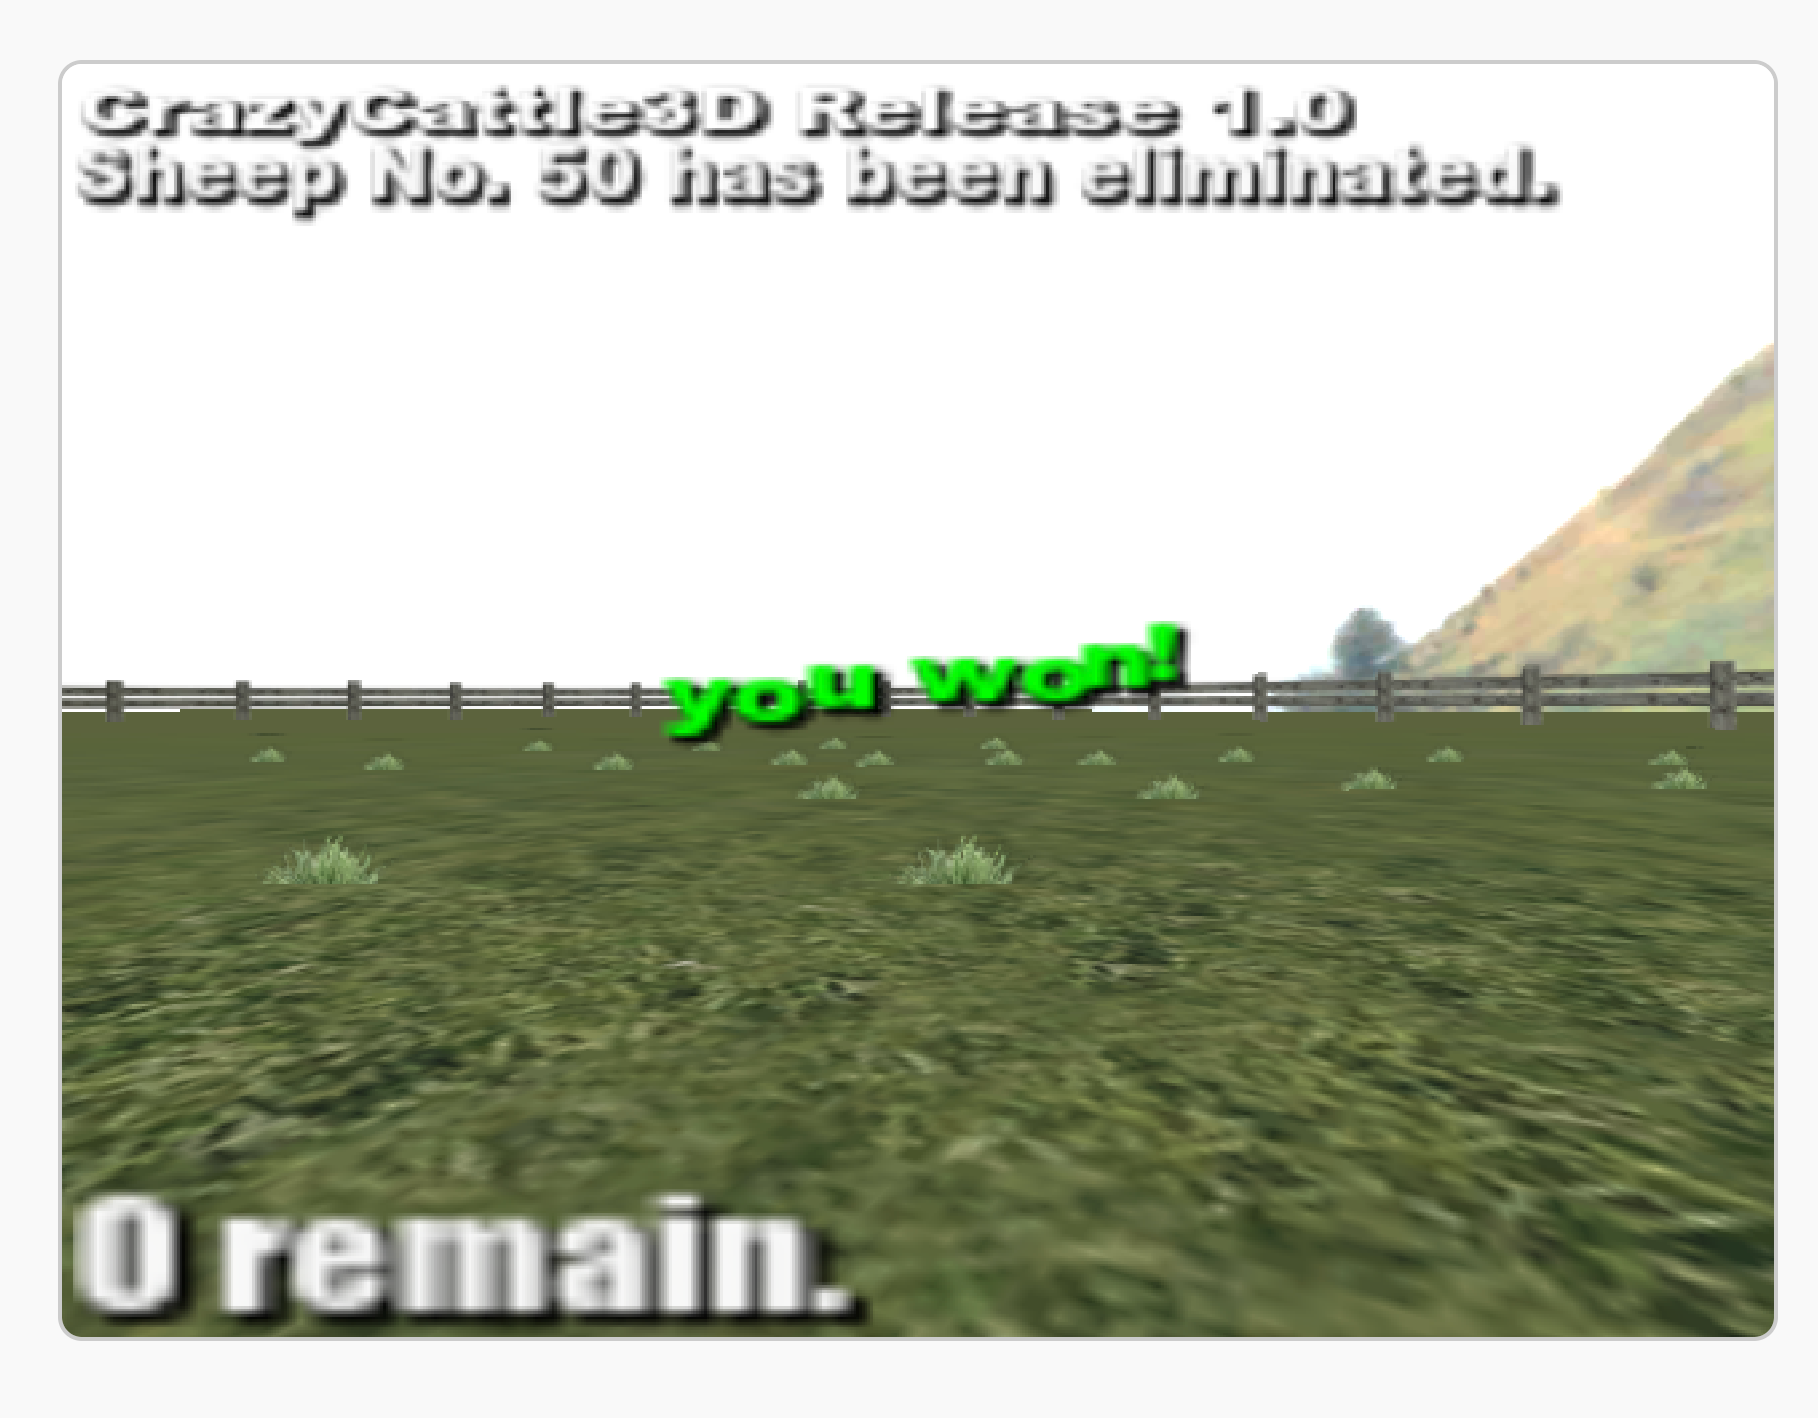 CrazyCattle3D Release 1.0
Sheep No. 50 has been eliminated.
you won!
0 remain.